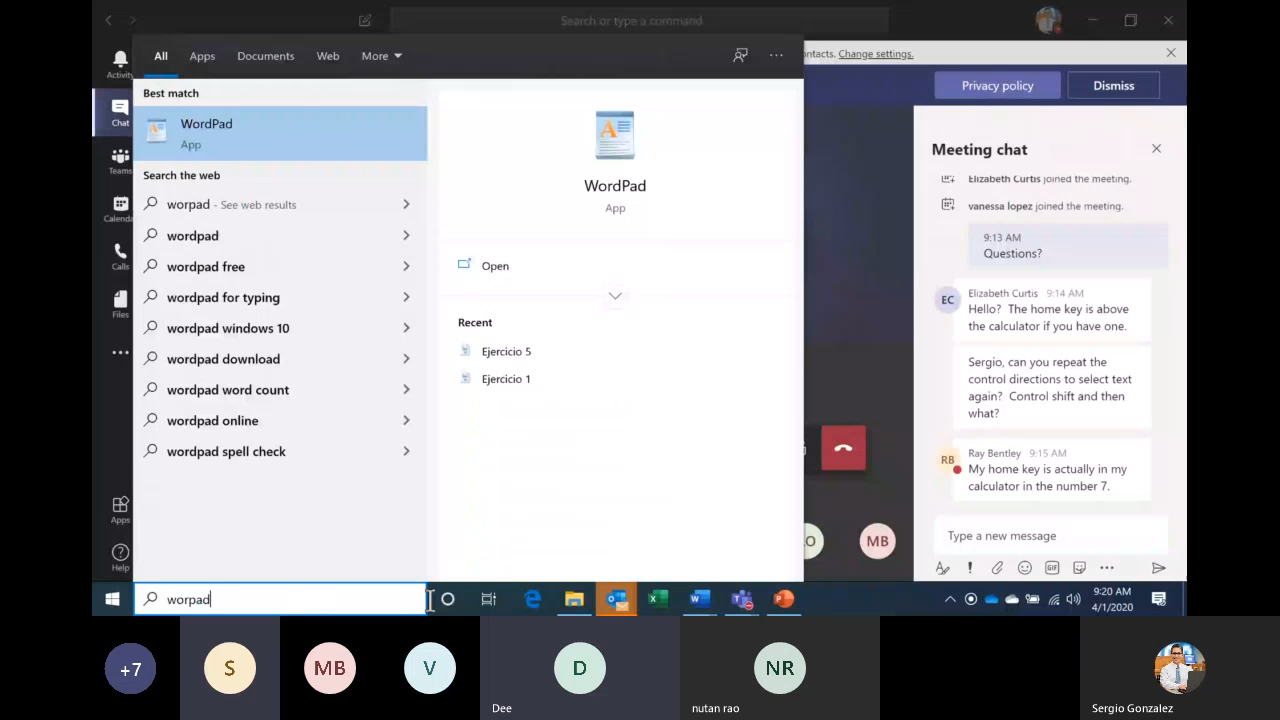 Search or type a command
Activity
Chat
Teams
Calenda
Calls
Files
Apps
Help
All
Apps
Documents
Web
More
Best match
WordPad
App
Search the web
worpad - See web results
wordpad
wordpad free
wordpad for typing
wordpad windows 10
wordpad download
wordpad word count
wordpad online
wordpad spell check
WordPad
App
Open
Recent
Ejercicio 5
Ejercicio 1
ntacts. Change settings.
Privacy policy
Dismiss
Meeting chat
Elizabeth Curtis joined the meeting.
vanessa lopez joined the meeting.
9:13 AM
Questions?
EC
Elizabeth Curtis 9:14 AM
Hello? The home key is above
the calculator if you have one.
Sergio, can you repeat the
control directions to select text
again? Control shift and then
what?
RB
Ray Bentley 9:15 AM
My home key is actually in my
calculator in the number 7.
MB
Type a new message
GIF
worpad
9:20 AM
4/1/2020
+7
S
MB
V
D
Dee
NR
nutan rao
Sergio Gonzalez